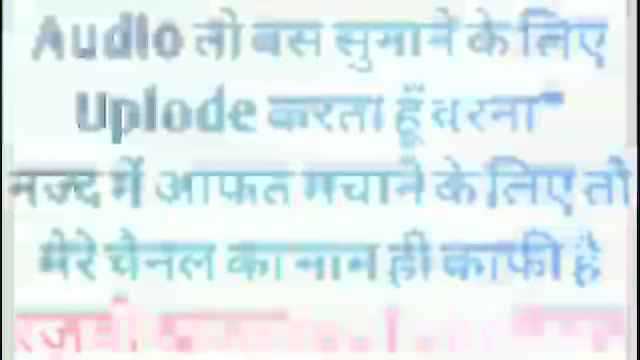 Audio तो बस सुनाने के लिए
Uplode करता हूँ वरना"
नज्द में आफत मचाने के लिए तो
मेरे चैनल का नाम ही काफी है